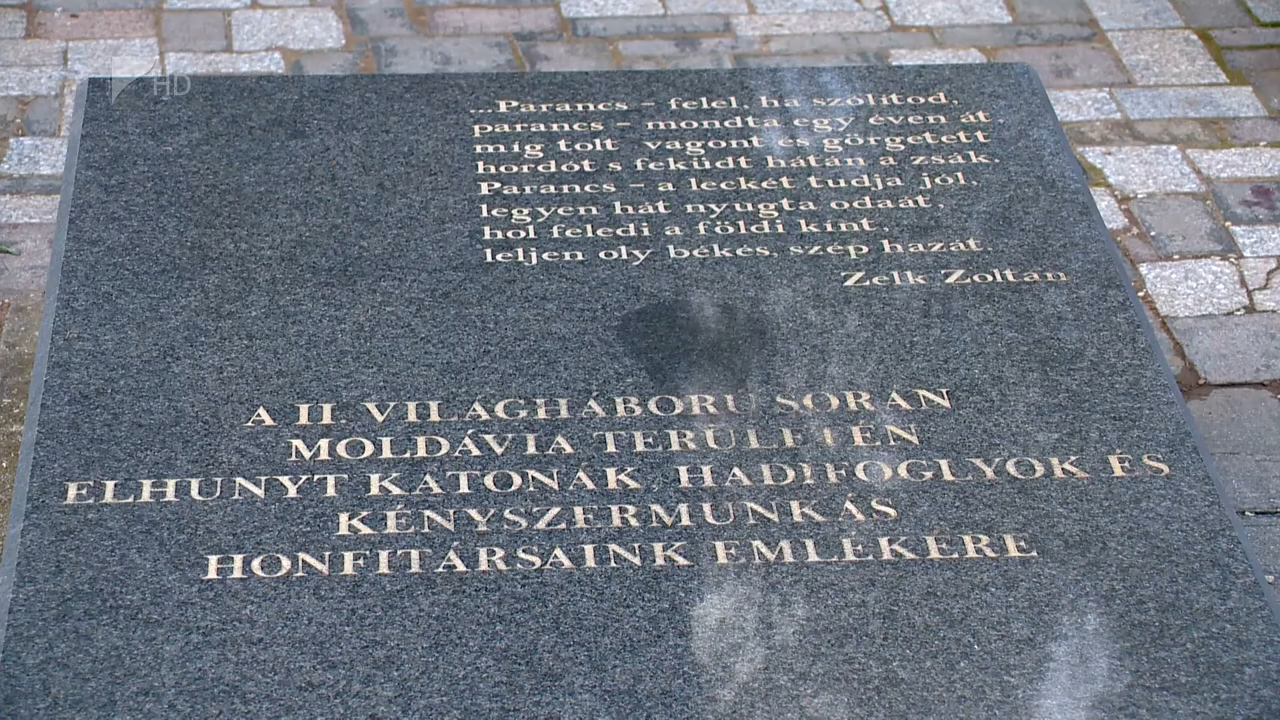 HD
...Parancs – felel, ha szólítod,
parancs – mondta egy éven át,
míg tolt vagont és görgetett
hordót s feküdt hátán a zsák.
Parancs – a leckét tudja jól,
legyen hát nyugta odaát,
hol feledi a földi kínt,
leljen oly békés, szép hazát
Zelk Zoltán
A II. VILÁGHÁBORÚ SORÁN
MOLDÁVIA TERÜLETÉN
ELHUNYT KATONÁK, HADIFOGLYOK ÉS
KÉNYSZERMUNKÁS
HONFITÁRSAINK EMLÉKÉRE